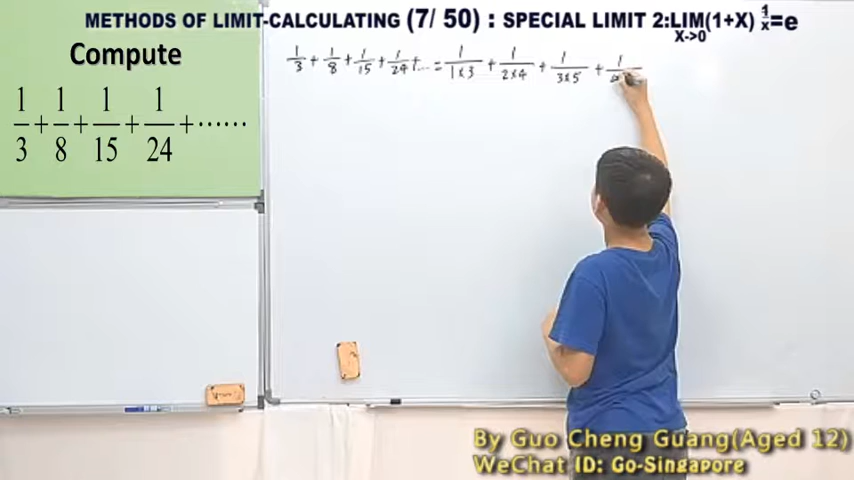 METHODS OF LIMIT-CALCULATING (7/ 50) : SPECIAL LIMIT 2:LIM(1+X) 1/x=e
X->0
Compute
1/3 + 1/8 + 1/15 + 1/24 + ······
1/3 + 1/8 + 1/15 + 1/24 + ... = 1/1×3 + 1/2×4 + 1/3×5 + 1/
By Guo Cheng Guang(Aged 12)
WeChat ID: Go-Singapore